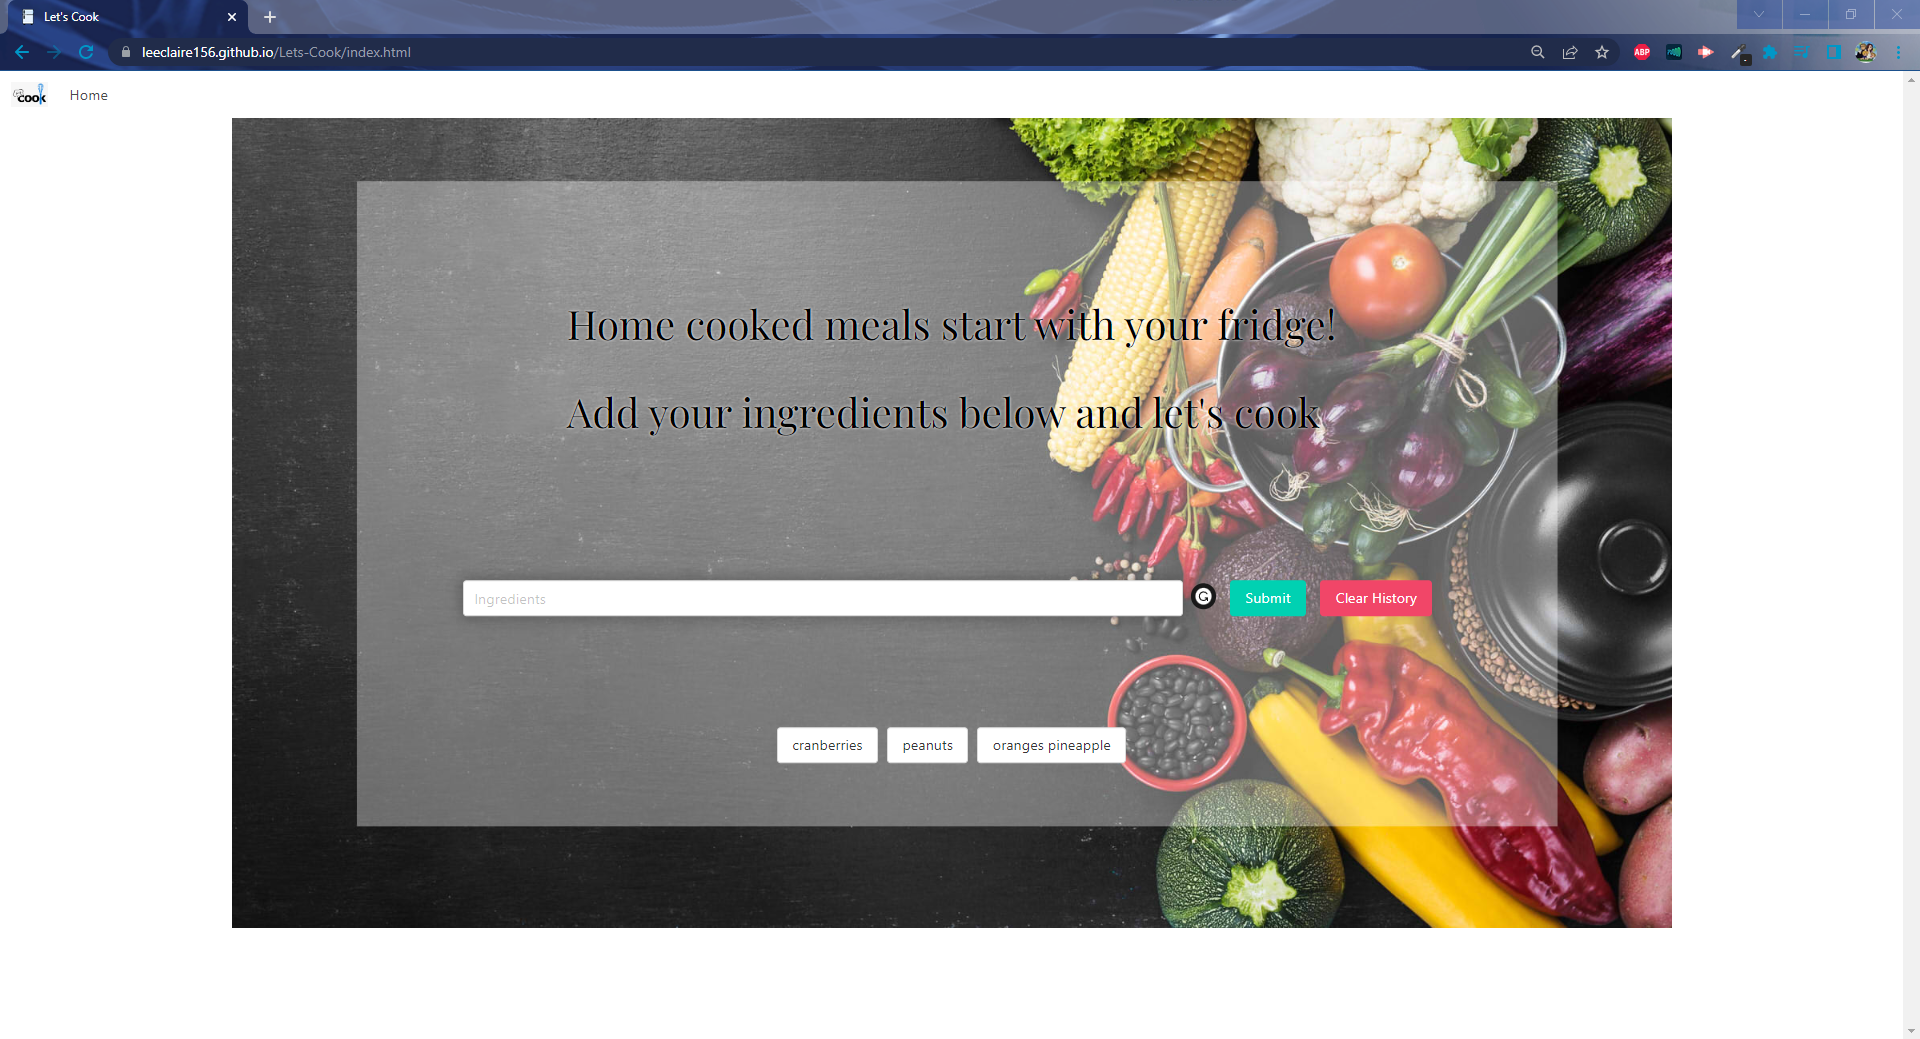 Let's Cook
leeclaire156.github.io/Lets-Cook/index.html
ABP
cook
Home
Home cooked meals start with your fridge!
Add your ingredients below and let's cook
Ingredients
Submit
Clear History
cranberries
peanuts
oranges pineapple